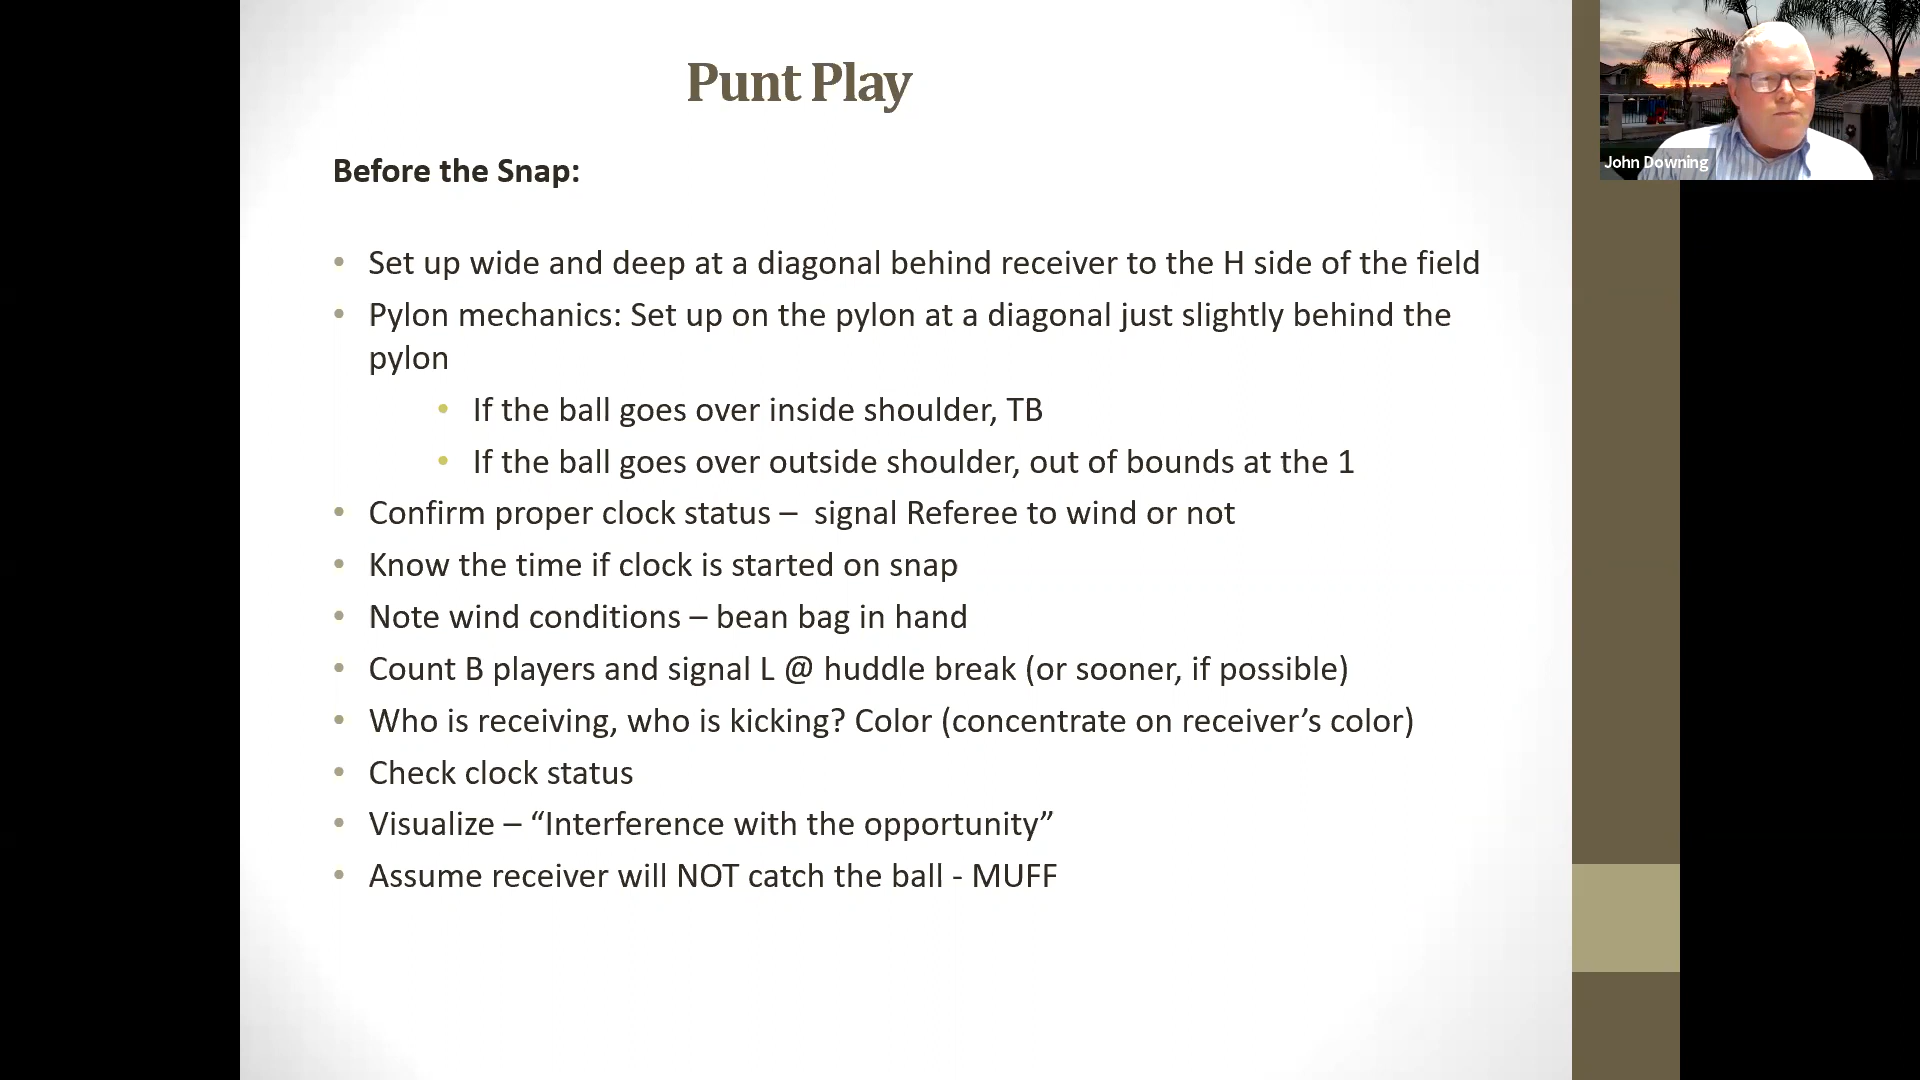 Punt Play
John Downing
Before the Snap:
• Set up wide and deep at a diagonal behind receiver to the H side of the field
• Pylon mechanics: Set up on the pylon at a diagonal just slightly behind the
pylon
• If the ball goes over inside shoulder, TB
• If the ball goes over outside shoulder, out of bounds at the 1
• Confirm proper clock status – signal Referee to wind or not
• Know the time if clock is started on snap
• Note wind conditions – bean bag in hand
• Count B players and signal L @ huddle break (or sooner, if possible)
• Who is receiving, who is kicking? Color (concentrate on receiver’s color)
• Check clock status
• Visualize – “Interference with the opportunity”
• Assume receiver will NOT catch the ball - MUFF